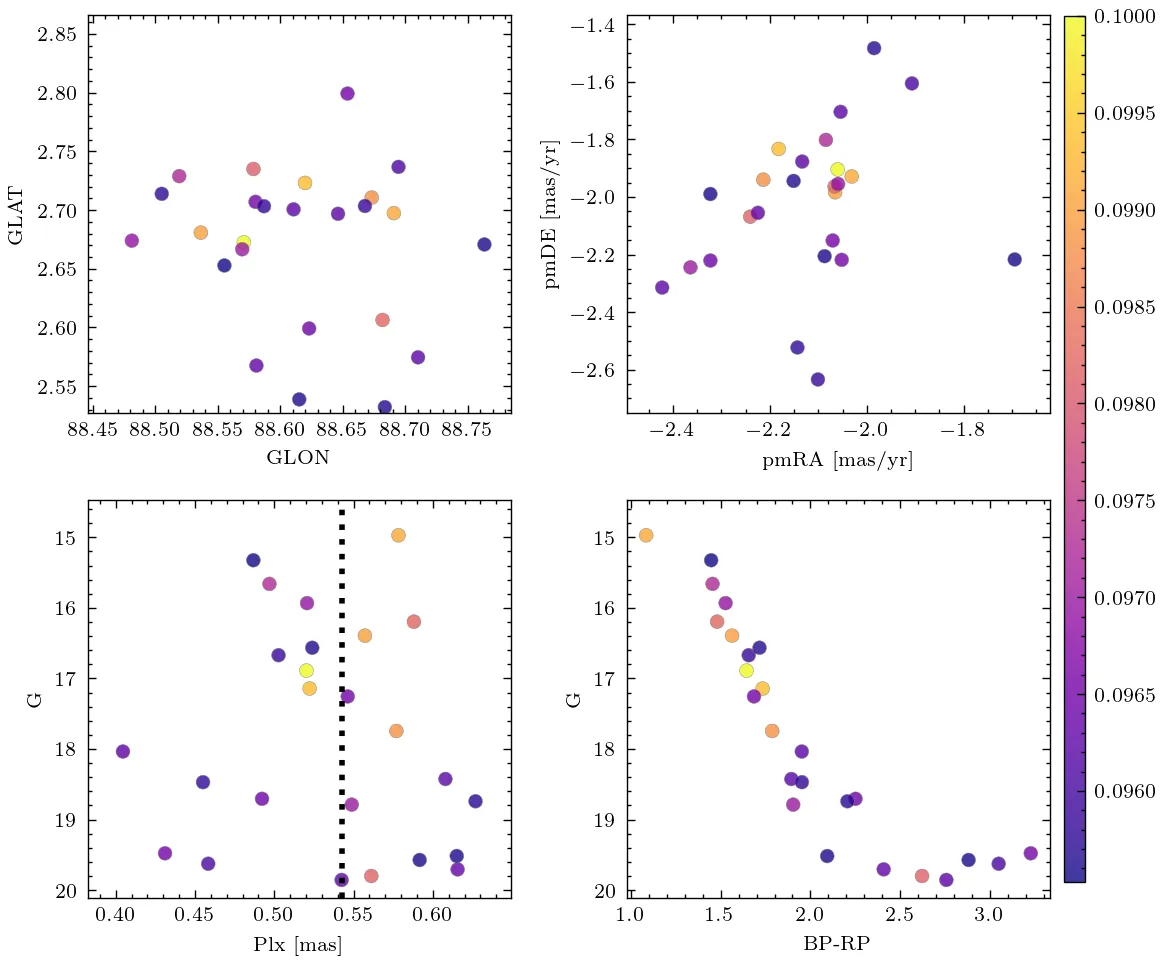 2.85
2.80
2.75
2.70
2.65
2.60
2.55
GLAT
88.45 88.50 88.55 88.60 88.65 88.70 88.75
GLON
−1.4
−1.6
−1.8
−2.0
−2.2
−2.4
−2.6
pmDE [mas/yr]
−2.4 −2.2 −2.0 −1.8
pmRA [mas/yr]
0.1000
0.0995
0.0990
0.0985
0.0980
0.0975
0.0970
0.0965
0.0960
15
16
17
18
19
20
G
0.40 0.45 0.50 0.55 0.60
Plx [mas]
15
16
17
18
19
20
G
1.0 1.5 2.0 2.5 3.0
BP-RP